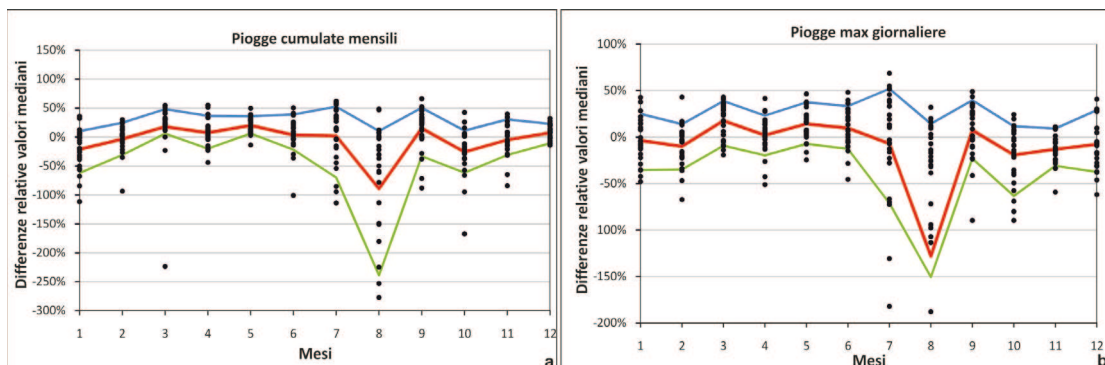 Piogge cumulate mensili
Differenze relative valori mediani
150%
100%
50%
0%
-50%
-100%
-150%
-200%
-250%
-300%
1 2 3 4 5 6 7 8 9 10 11 12
Mesi
a
Piogge max giornaliere
Differenze relative valori mediani
100%
50%
0%
-50%
-100%
-150%
-200%
1 2 3 4 5 6 7 8 9 10 11 12
Mesi
b